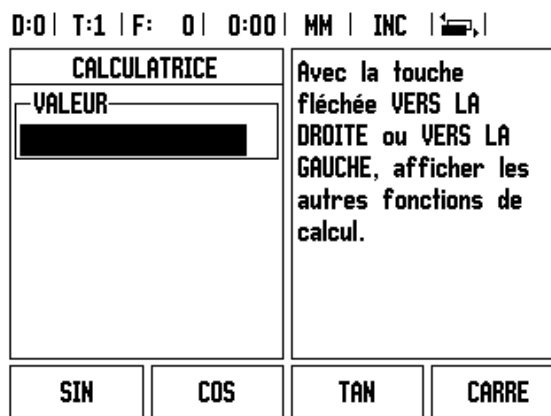 D:0 | T:1 | F: 0 | 0:00 | MM | INC
CALCULATRICE
VALEUR
Avec la touche
fléchée VERS LA
DROITE ou VERS LA
GAUCHE, afficher les
autres fonctions de
calcul.
SIN COS TAN CARRE